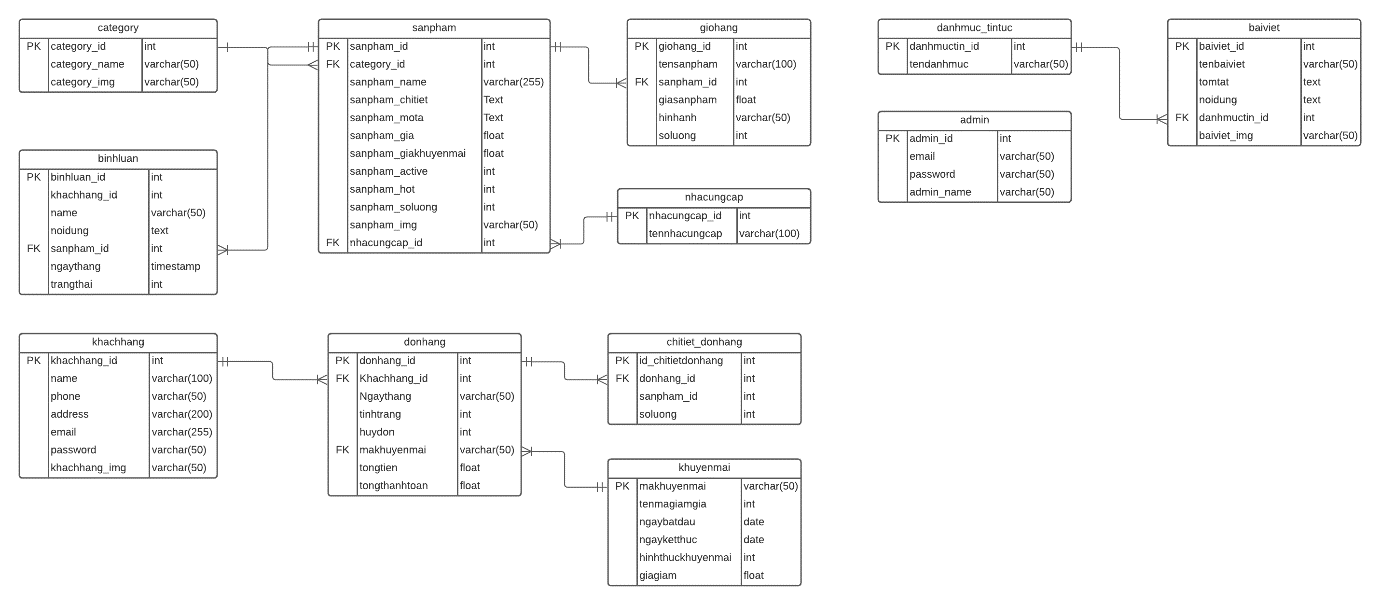 category
PK category_id int
category_name varchar(50)
category_img varchar(50)
sanpham
PK sanpham_id int
FK category_id int
sanpham_name varchar(255)
sanpham_chitiet Text
sanpham_mota Text
sanpham_gia float
sanpham_giakhuyenmai float
sanpham_active int
sanpham_hot int
sanpham_soluong int
sanpham_img varchar(50)
FK nhacungcap_id int
giohang
PK giohang_id int
tensanpham varchar(100)
FK sanpham_id int
giasanpham float
hinhanh varchar(50)
soluong int
danhmuc_tintuc
PK danhmuctin_id int
tendanhmuc varchar(50)
baiviet
PK baiviet_id int
tenbaiviet varchar(50)
tomtat text
noidung text
FK danhmuctin_id int
baiviet_img varchar(50)
admin
PK admin_id int
email varchar(50)
password varchar(50)
admin_name varchar(50)
binhluan
PK binhluan_id int
khachhang_id int
name varchar(50)
noidung text
FK sanpham_id int
ngaythang timestamp
trangthai int
nhacungcap
PK nhacungcap_id int
tennhacungcap varchar(100)
khachhang
PK khachhang_id int
name varchar(100)
phone varchar(50)
address varchar(200)
email varchar(255)
password varchar(50)
khachhang_img varchar(50)
donhang
PK donhang_id int
FK Khachhang_id int
Ngaythang varchar(50)
tinhtrang int
huydon int
FK makhuyenmai varchar(50)
tongtien float
tongthanhtoan float
chitiet_donhang
PK id_chitietdonhang int
FK donhang_id int
sanpham_id int
soluong int
khuyenmai
PK makhuyenmai varchar(50)
tenmagiamgia int
ngaybatdau date
ngayketthuc date
hinhthuckhuyenmai int
giagiam float